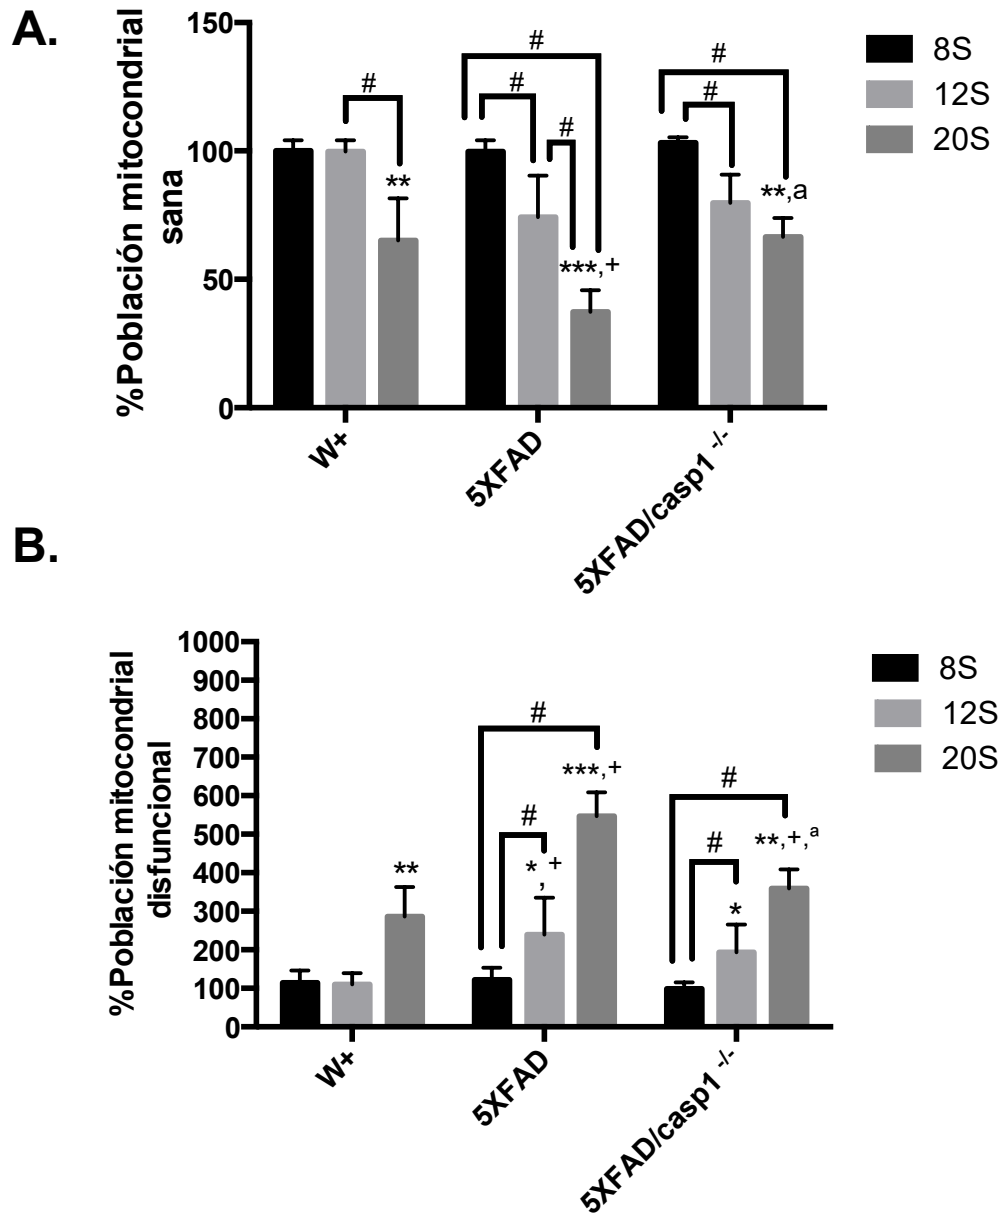 A.
%Población mitocondrial
sana
150
100
50
0
#
**
#
#
#
***,+
#
#
**,a
8S
12S
20S
W+
5XFAD
5XFAD/casp1 -/-
B.
%Población mitocondrial
disfuncional
1000
900
800
700
600
500
400
300
200
100
0
**
#
#
*,+
***,+
#
#
*
**,+,a
8S
12S
20S
W+
5XFAD
5XFAD/casp1 -/-